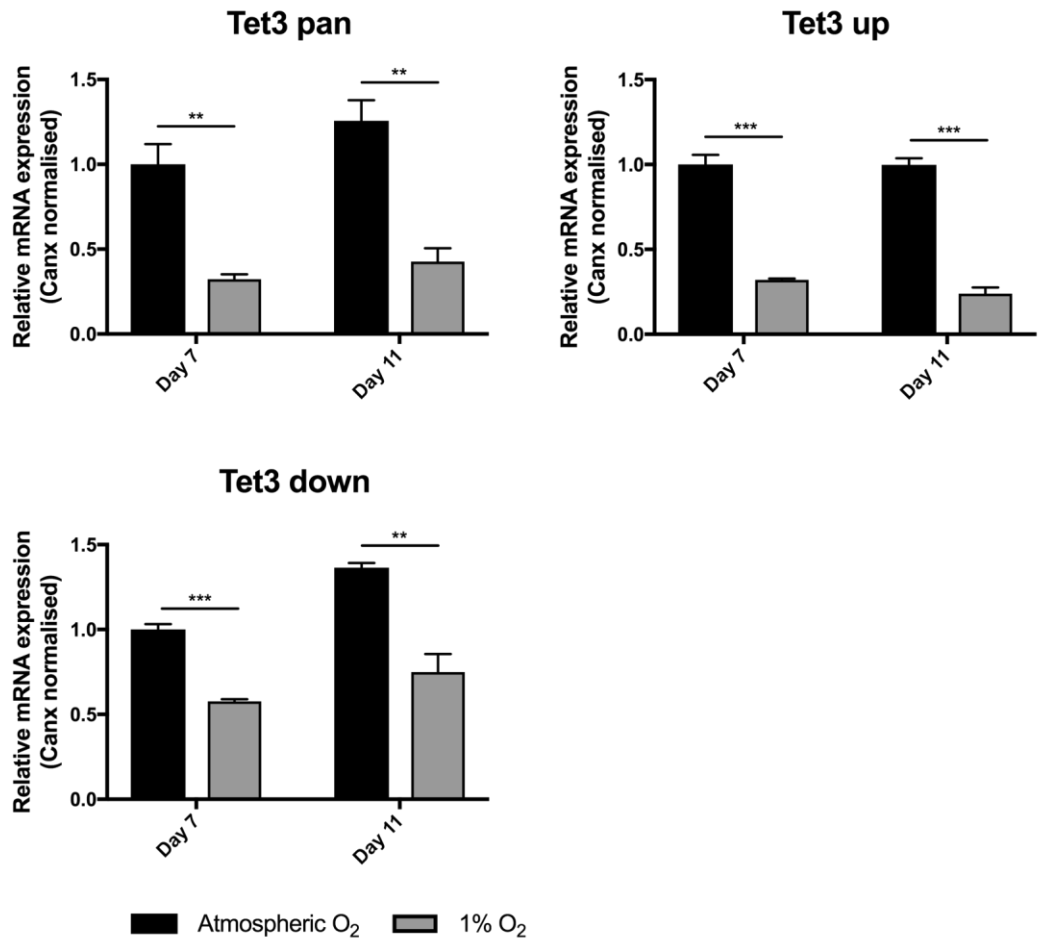 Tet3 pan
Relative mRNA expression
(Canx normalised)
1.5
1.0
0.5
0.0
**
**
Day 7
Day 11
Tet3 up
Relative mRNA expression
(Canx normalised)
1.5
1.0
0.5
0.0
***
***
Day 7
Day 11
Tet3 down
Relative mRNA expression
(Canx normalised)
1.5
1.0
0.5
0.0
***
**
Day 7
Day 11
Atmospheric O₂
1% O₂